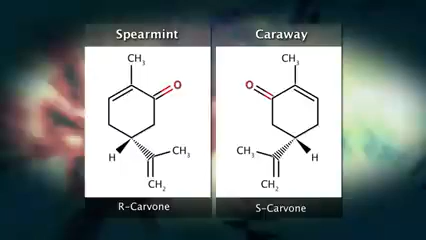 Spearmint
CH3
O
H
CH3
CH2
R-Carvone
Caraway
O
CH3
CH3
H
CH2
S-Carvone